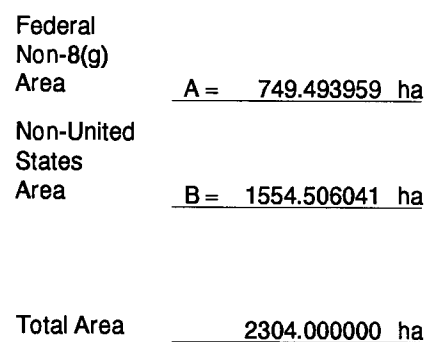 Federal
Non-8(g)
Area A = 749.493959 ha
Non-United
States
Area B = 1554.506041 ha
Total Area 2304.000000 ha